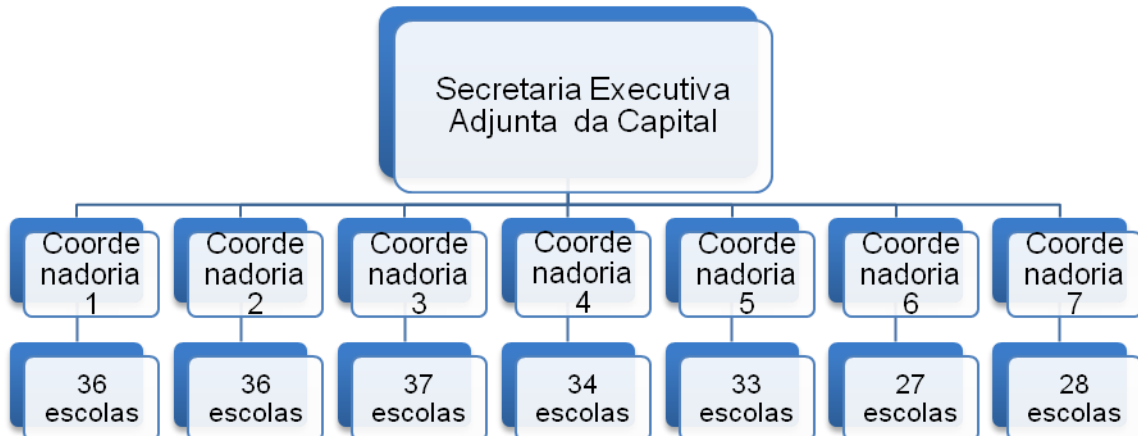 Secretaria Executiva
Adjunta da Capital
Coorde
nadoria
1
Coorde
nadoria
2
Coorde
nadoria
3
Coorde
nadoria
4
Coorde
nadoria
5
Coorde
nadoria
6
Coorde
nadoria
7
36
escolas
36
escolas
37
escolas
34
escolas
33
escolas
27
escolas
28
escolas